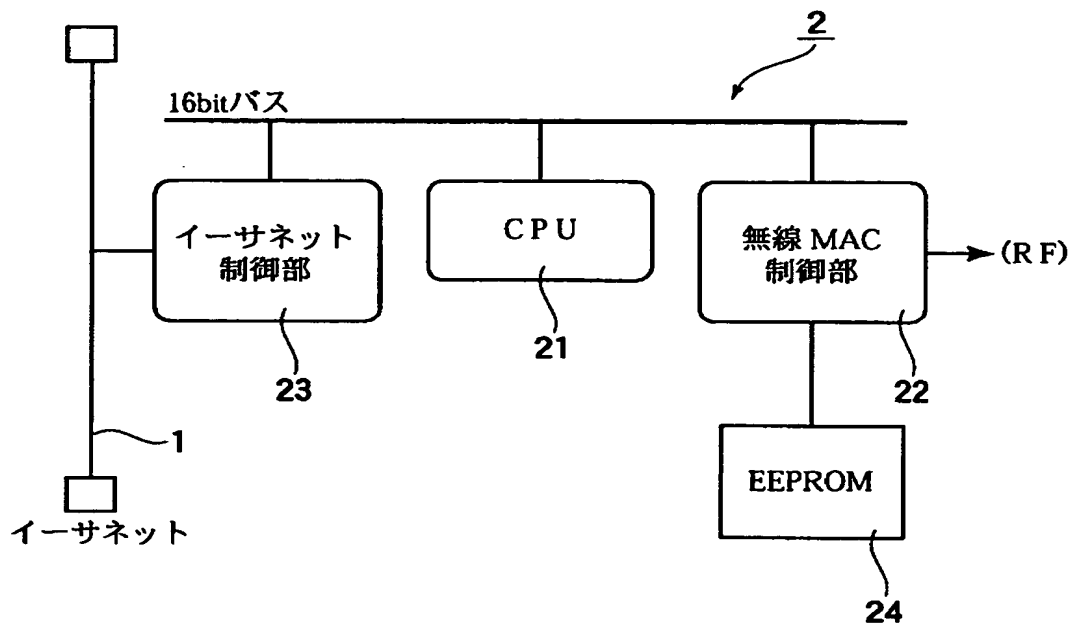 2
16bitバス
イーサネット
制御部
CPU
無線 MAC
制御部
(RF)
23
21
22
1
EEPROM
イーサネット
24